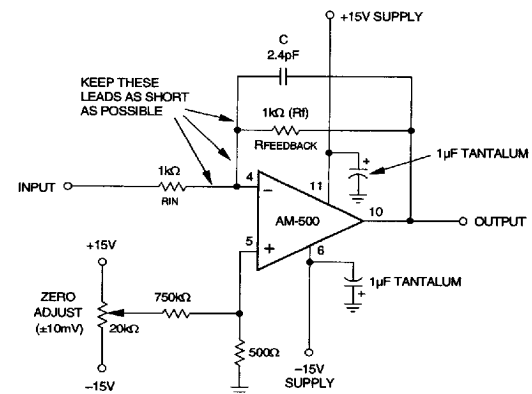 +15V SUPPLY
C
2.4pF
KEEP THESE
LEADS AS SHORT
AS POSSIBLE
1kΩ (Rf)
RFEEDBACK
1µF TANTALUM
+
11
1kΩ
4
INPUT
RIN
–
AM-500
10
OUTPUT
5
+
6
+15V
1µF TANTALUM
+
750kΩ
ZERO
ADJUST
(±10mV)
20kΩ
500Ω
–15V
–15V
SUPPLY